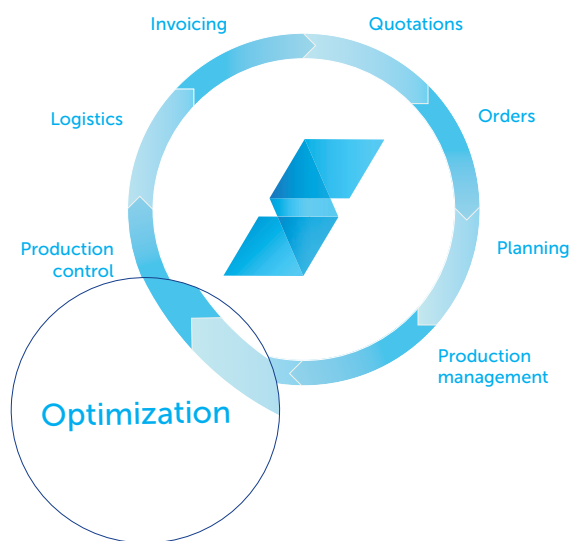 Invoicing
Quotations
Logistics
Orders
Production
control
Planning
Production
management
Optimization